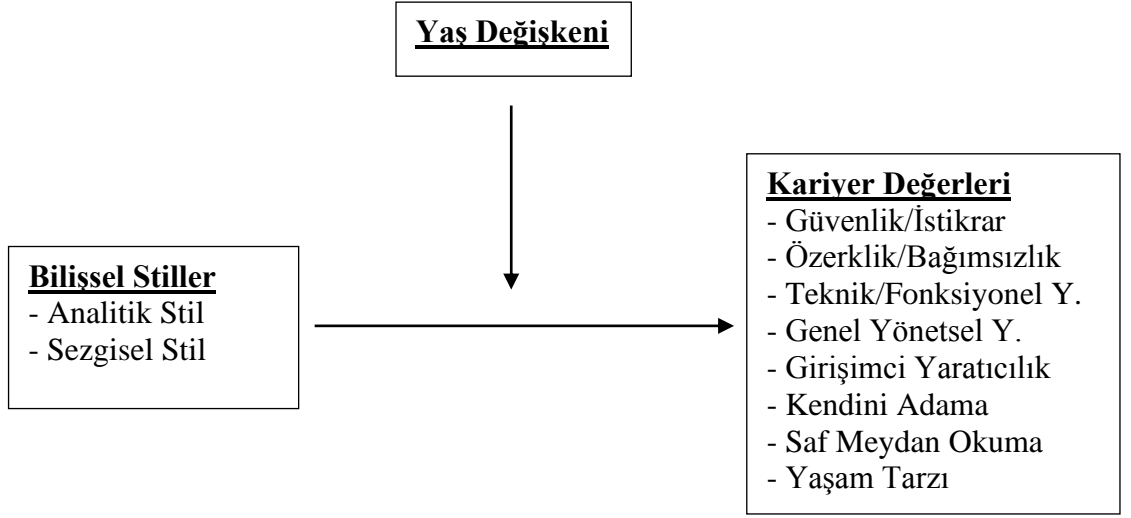 Yaş Değişkeni
Bilişsel Stiller
- Analitik Stil
- Sezgisel Stil
Kariyer Değerleri
- Güvenlik/İstikrar
- Özerklik/Bağımsızlık
- Teknik/Fonksiyonel Y.
- Genel Yönetsel Y.
- Girişimci Yaratıcılık
- Kendini Adama
- Saf Meydan Okuma
- Yaşam Tarzı